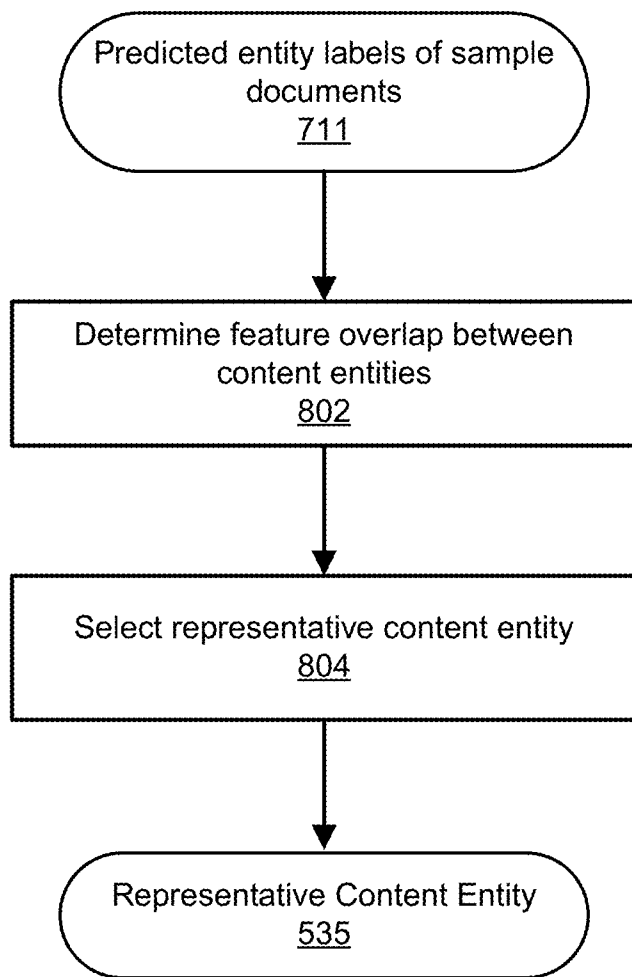 Predicted entity labels of sample
documents
711
Determine feature overlap between
content entities
802
Select representative content entity
804
Representative Content Entity
535